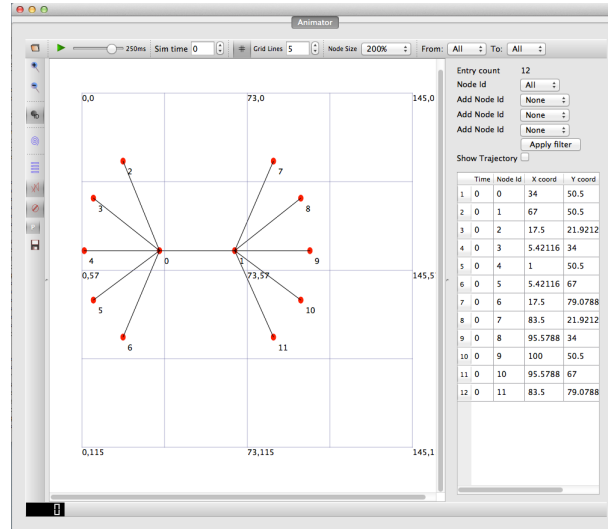 Animator
250ms Sim time 0 Grid Lines 5 Node Size 200% From: All To: All
Entry count 12
Node Id All
Add Node Id None
Add Node Id None
Add Node Id None
Apply filter
Show Trajectory
0,0 73,0 145,0
2 7
3 8
4 0 1 9
0,57 73,57 145,5
5 10
6 11
0,115 73,115 145,1
Time Node Id X coord Y coord
1 0 0 34 50.5
2 0 1 67 50.5
3 0 2 17.5 21.9212
4 0 3 5.42116 34
5 0 4 1 50.5
6 0 5 5.42116 67
7 0 6 17.5 79.0788
8 0 7 83.5 21.9212
9 0 8 95.5788 34
10 0 9 100 50.5
11 0 10 95.5788 67
12 0 11 83.5 79.0788
0